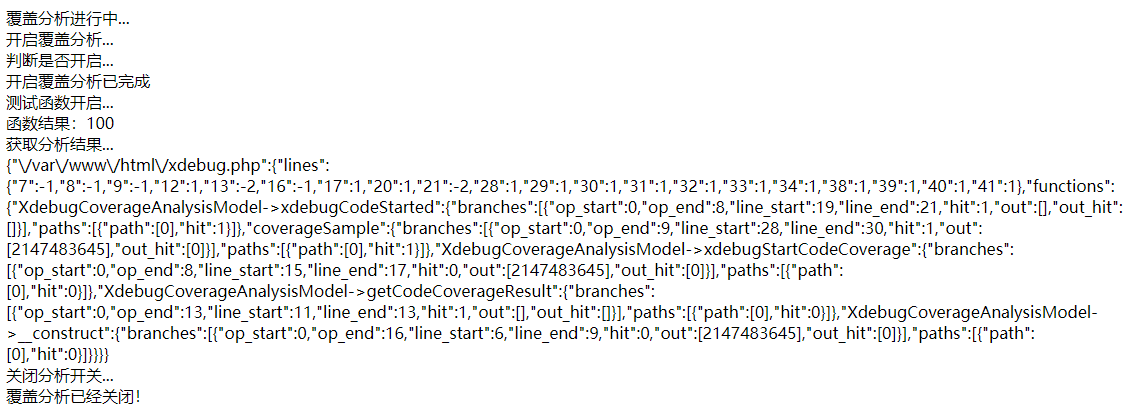 覆盖分析进行中...
开启覆盖分析...
判断是否开启...
开启覆盖分析已完成
测试函数开启...
函数结果：100
获取分析结果...
{"\/var\/www\/html\/xdebug.php":{"lines":
{"7":-1,"8":-1,"9":-1,"12":1,"13":-2,"16":-1,"17":1,"20":1,"21":-2,"28":1,"29":1,"30":1,"31":1,"32":1,"33":1,"34":1,"38":1,"39":1,"40":1,"41":1},"functions":
{"XdebugCoverageAnalysisModel->xdebugCodeStarted":{"branches":[{"op_start":0,"op_end":8,"line_start":19,"line_end":21,"hit":1,"out":[],"out_hit":
[]}],"paths":[{"path":[0],"hit":1}]},"coverageSample":{"branches":[{"op_start":0,"op_end":9,"line_start":28,"line_end":30,"hit":1,"out":
[2147483645],"out_hit":[0]}],"paths":[{"path":[0],"hit":1}]},"XdebugCoverageAnalysisModel->xdebugStartCodeCoverage":{"branches":
[{"op_start":0,"op_end":8,"line_start":15,"line_end":17,"hit":0,"out":[2147483645],"out_hit":[0]}],"paths":[{"path":
[0],"hit":0}]},"XdebugCoverageAnalysisModel->getCodeCoverageResult":{"branches":
[{"op_start":0,"op_end":13,"line_start":11,"line_end":13,"hit":1,"out":[],"out_hit":[]}],"paths":[{"path":[0],"hit":0}]},"XdebugCoverageAnalysisModel-
>__construct":{"branches":[{"op_start":0,"op_end":16,"line_start":6,"line_end":9,"hit":0,"out":[2147483645],"out_hit":[0]}],"paths":[{"path":
[0],"hit":0}]}}}}
关闭分析开关...
覆盖分析已经关闭！